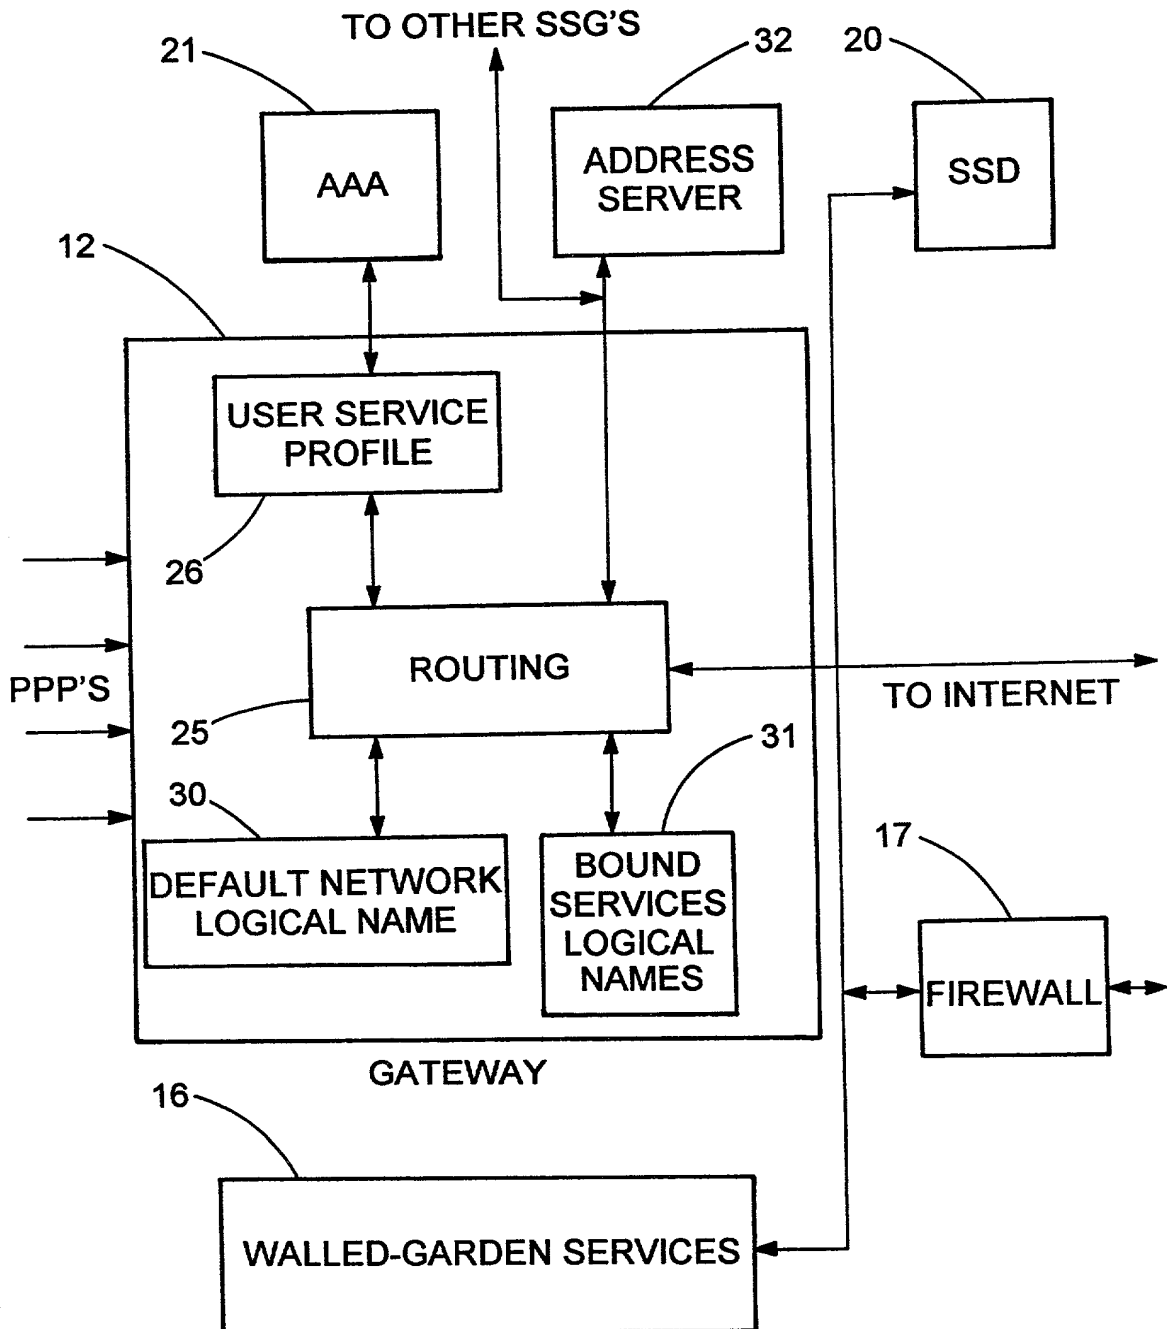 TO OTHER SSG'S
21
32
20
AAA
ADDRESS
SERVER
SSD
12
USER SERVICE
PROFILE
26
ROUTING
PPP'S
TO INTERNET
25
31
30
17
DEFAULT NETWORK
LOGICAL NAME
BOUND
SERVICES
LOGICAL
NAMES
FIREWALL
GATEWAY
16
WALLED-GARDEN SERVICES